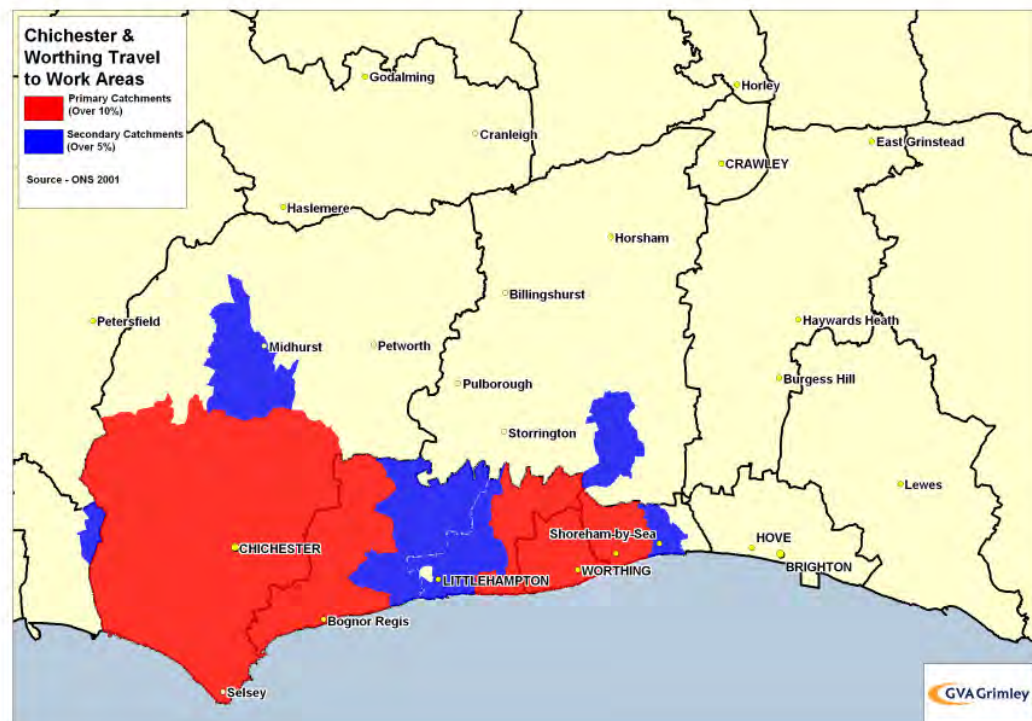 Chichester &
Worthing Travel
to Work Areas
Primary Catchments
(Over 10%)
Secondary Catchments
(Over 5%)
Source - ONS 2001
Godalming
Horley
Cranleigh
East Grinstead
CRAWLEY
Haslemere
Horsham
Billingshurst
Petersfield
Haywards Heath
Midhurst
Petworth
Burgess Hill
Pulborough
Storrington
Lewes
Shoreham-by-Sea
HOVE
CHICHESTER
BRIGHTON
WORTHING
LITTLEHAMPTON
Bognor Regis
Selsey
GVAGrimley